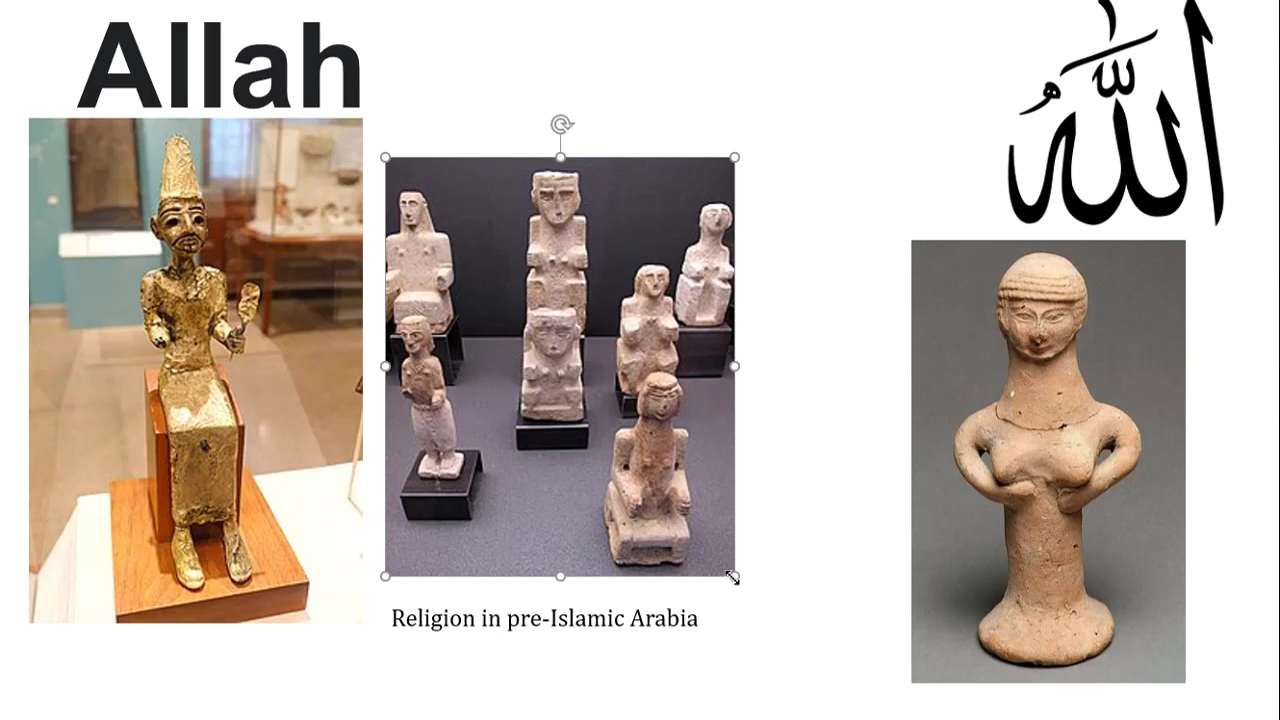 Allah
اللهُ
Religion in pre-Islamic Arabia